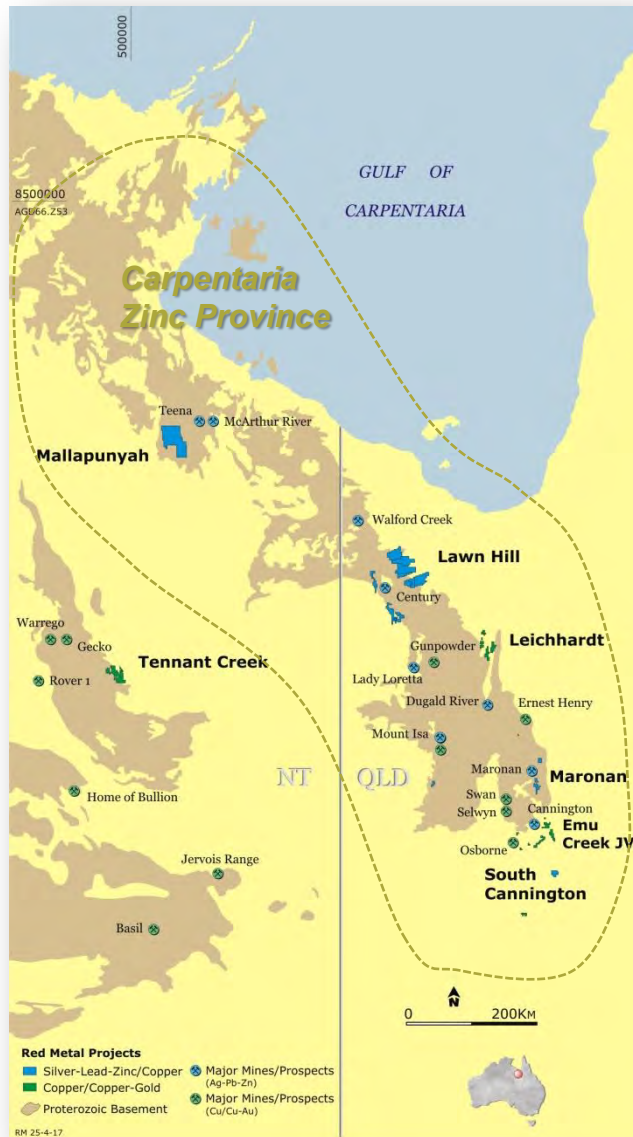 500000
8500000
AGD66.ZS3
GULF OF
CARPENTARIA
Carpentaria
Zinc Province
Teena
McArthur River
Mallapunyah
Walford Creek
Lawn Hill
Century
Warrego
Gecko
Gunpowder
Leichhardt
Tennant Creek
Lady Loretta
Rover 1
Dugald River
Ernest Henry
Mount Isa
NT
QLD
Maronan
Maronan
Home of Bullion
Swan
Selwyn
Cannington
Emu
Creek JV
Osborne
Jervois Range
South
Cannington
Basil
N
0 200KM
Red Metal Projects
Silver-Lead-Zinc/Copper
Copper/Copper-Gold
Proterozoic Basement
Major Mines/Prospects
(Ag-Pb-Zn)
Major Mines/Prospects
(Cu/Cu-Au)
RM 25-4-17